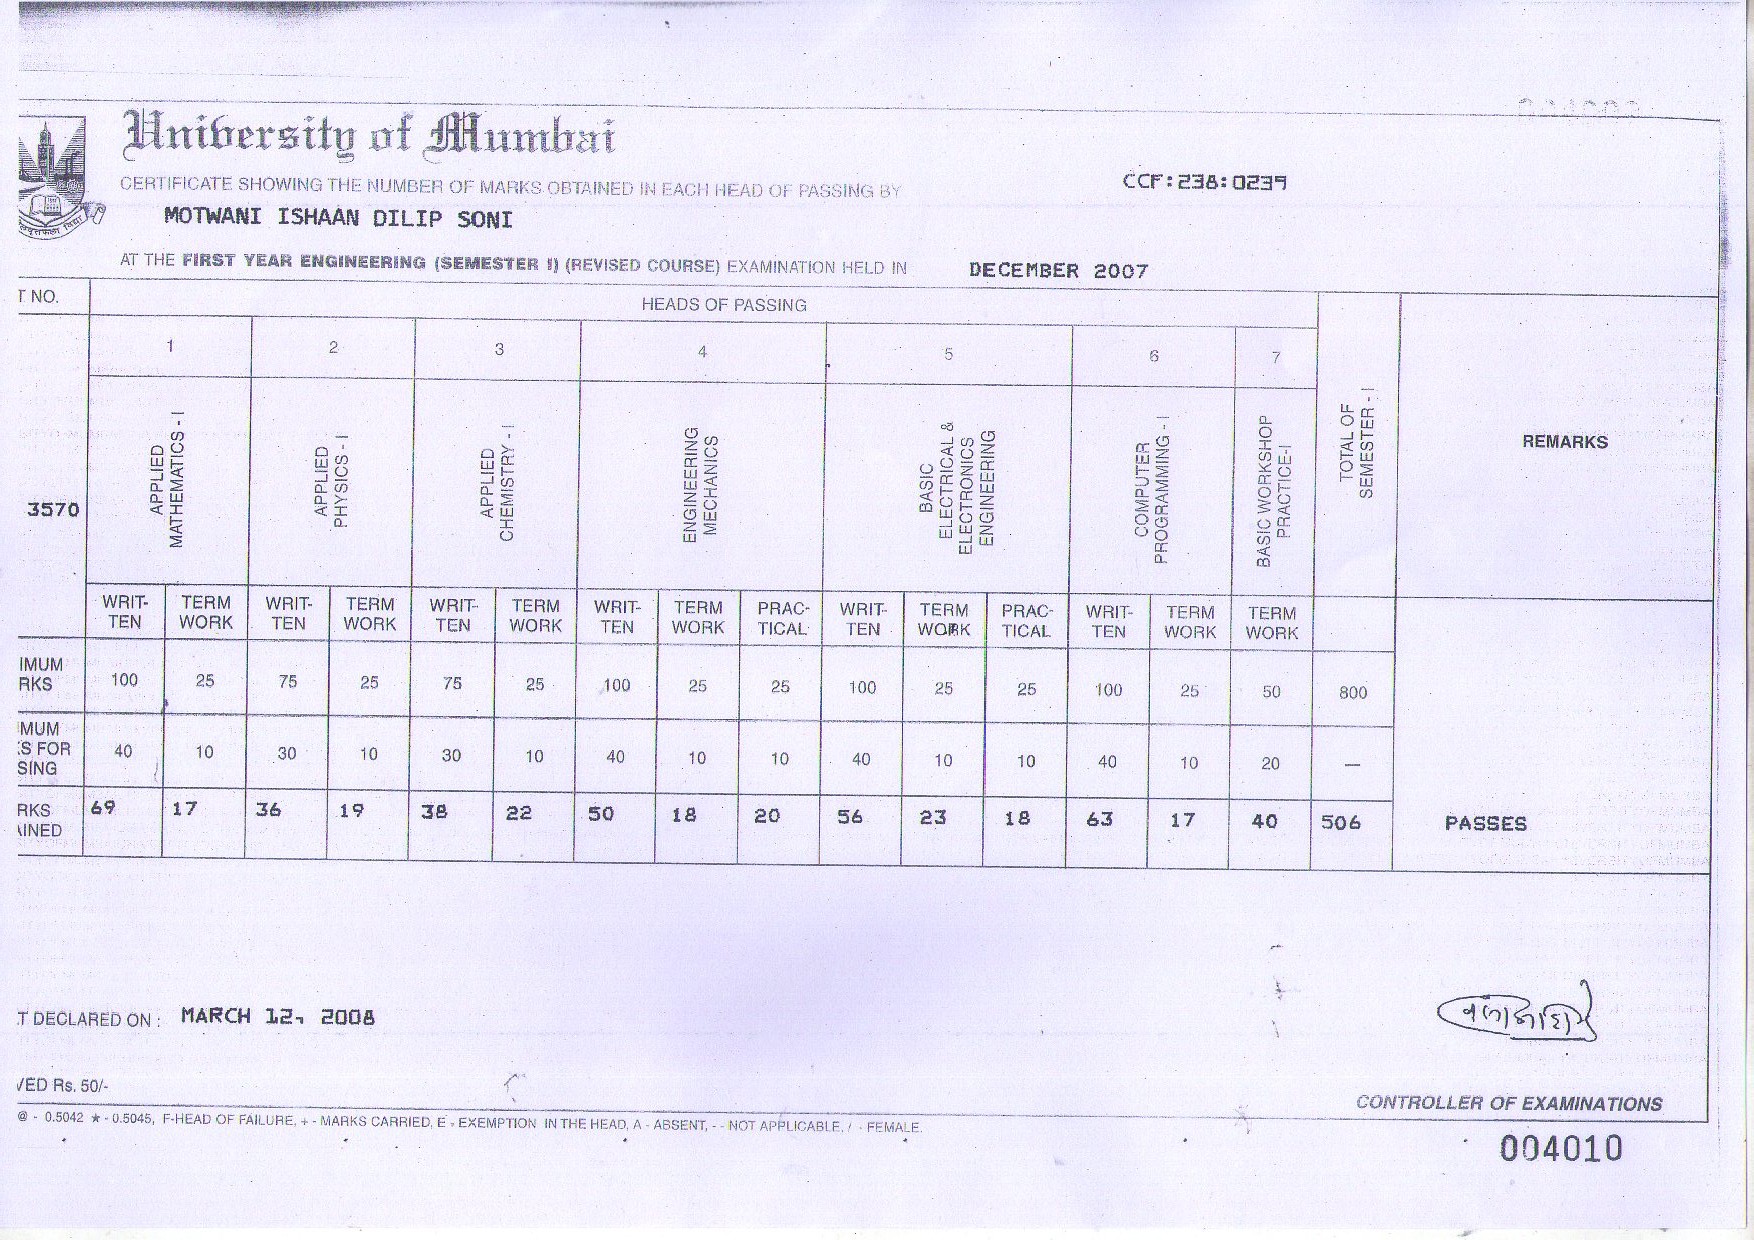 University of Mumbai
CERTIFICATE SHOWING THE NUMBER OF MARKS OBTAINED IN EACH HEAD OF PASSING BY
CCF:238:0239
MOTWANI ISHAAN DILIP SONI
AT THE FIRST YEAR ENGINEERING (SEMESTER I) (REVISED COURSE) EXAMINATION HELD IN DECEMBER 2007
T NO. HEADS OF PASSING
1 2 3 4 5 6 7
3570 APPLIED MATHEMATICS - I APPLIED PHYSICS - I APPLIED CHEMISTRY - I ENGINEERING MECHANICS BASIC ELECTRICAL & ELECTRONICS ENGINEERING COMPUTER PROGRAMMING - I BASIC WORKSHOP PRACTICE-I TOTAL OF SEMESTER - I REMARKS
WRIT- TERM WRIT- TERM WRIT- TERM WRIT- TERM PRAC- WRIT- TERM PRAC- WRIT- TERM TERM
TEN WORK TEN WORK TEN WORK TEN WORK TICAL TEN WORK TICAL TEN WORK WORK
IMUM
RKS 100 25 75 25 75 25 100 25 25 100 25 25 100 25 50 800
MUM
S FOR 40 10 30 10 30 10 40 10 10 40 10 10 40 10 20 —
SING
RKS 69 17 36 19 38 22 50 18 20 56 23 18 63 17 40 506 PASSES
INED
T DECLARED ON : MARCH 12, 2008
VED Rs. 50/-
CONTROLLER OF EXAMINATIONS
@ - 0.5042 ★ - 0.5045, F-HEAD OF FAILURE, + - MARKS CARRIED, E - EXEMPTION IN THE HEAD, A - ABSENT, - - NOT APPLICABLE, / - FEMALE.
004010